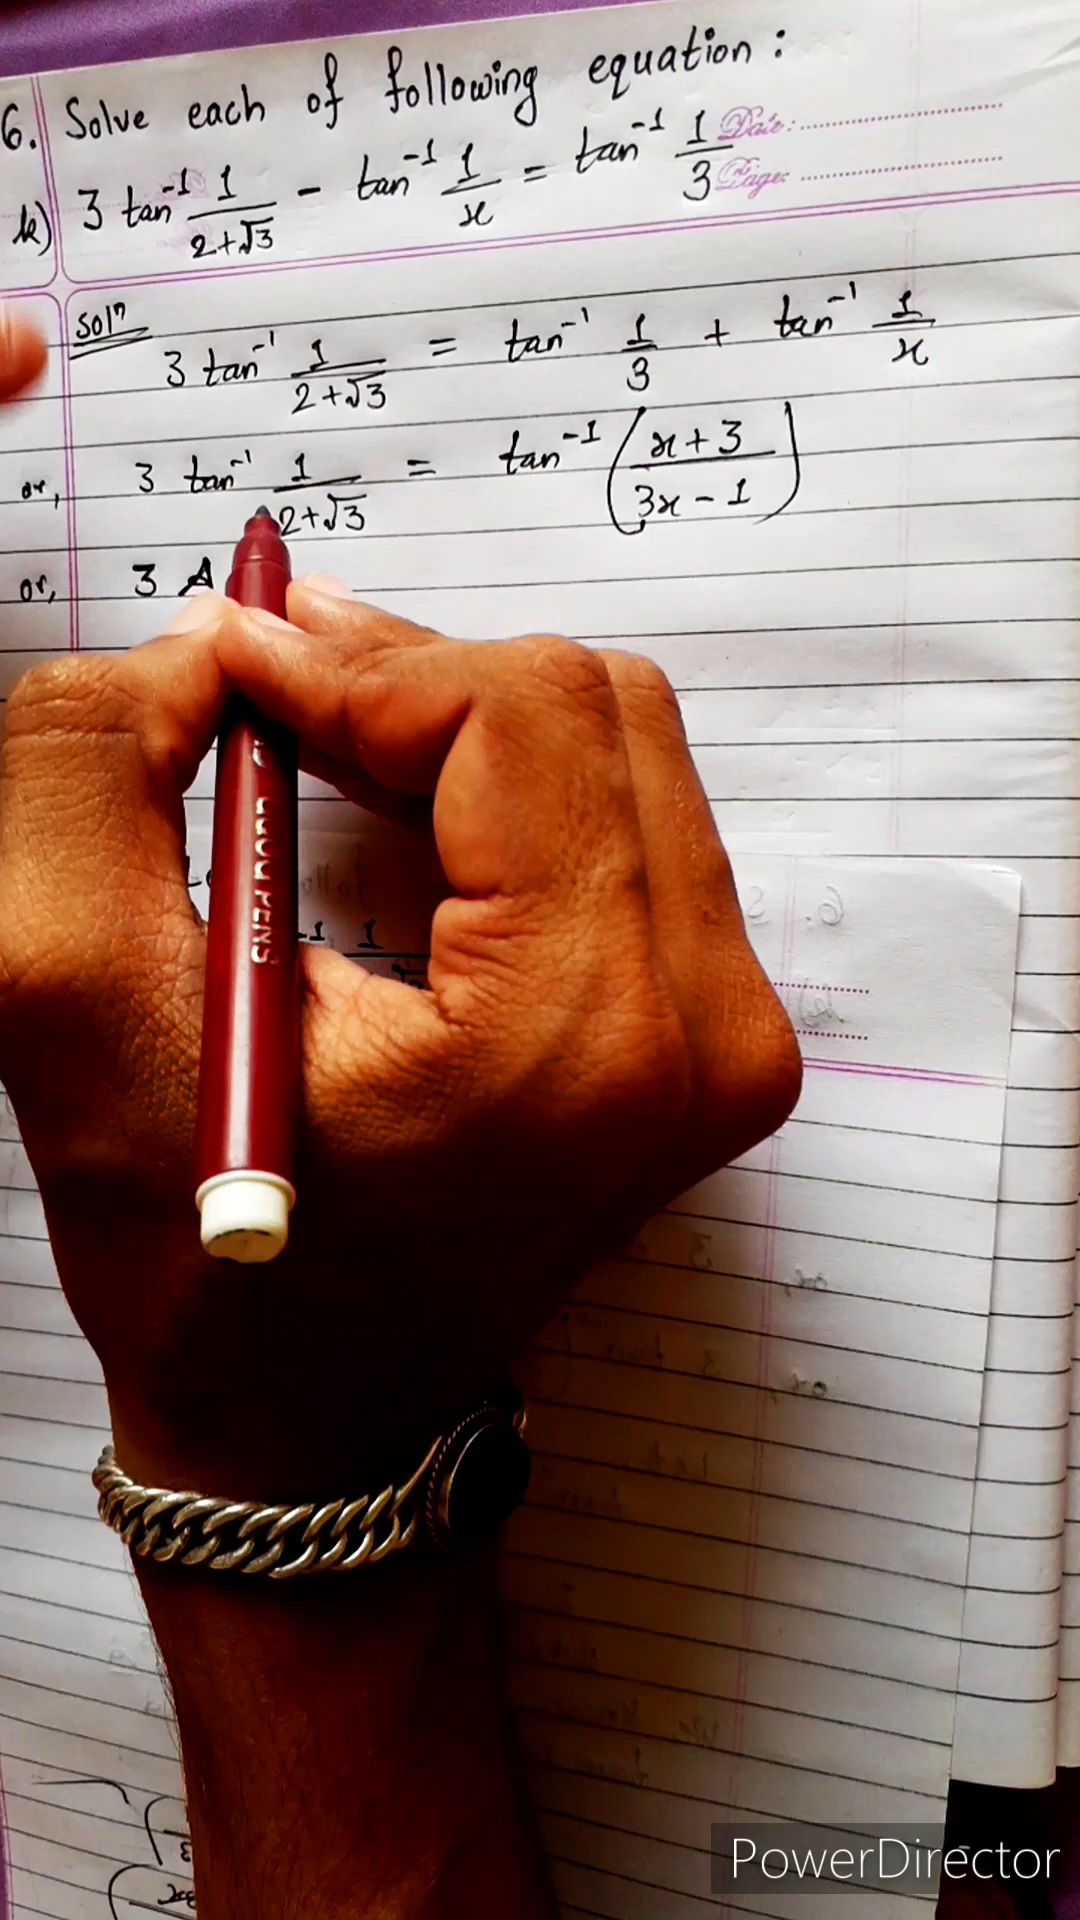 6. Solve each of following equation :
Date:
k) 3 tan⁻¹ 1/(2+√3) - tan⁻¹ 1/x = tan⁻¹ 1/3
Page:
Solⁿ
3 tan⁻¹ 1/(2+√3) = tan⁻¹ 1/3 + tan⁻¹ 1/x
or, 3 tan⁻¹ 1/(2+√3) = tan⁻¹ (x+3/3x-1)
or, 3 A
PENS
PowerDirector